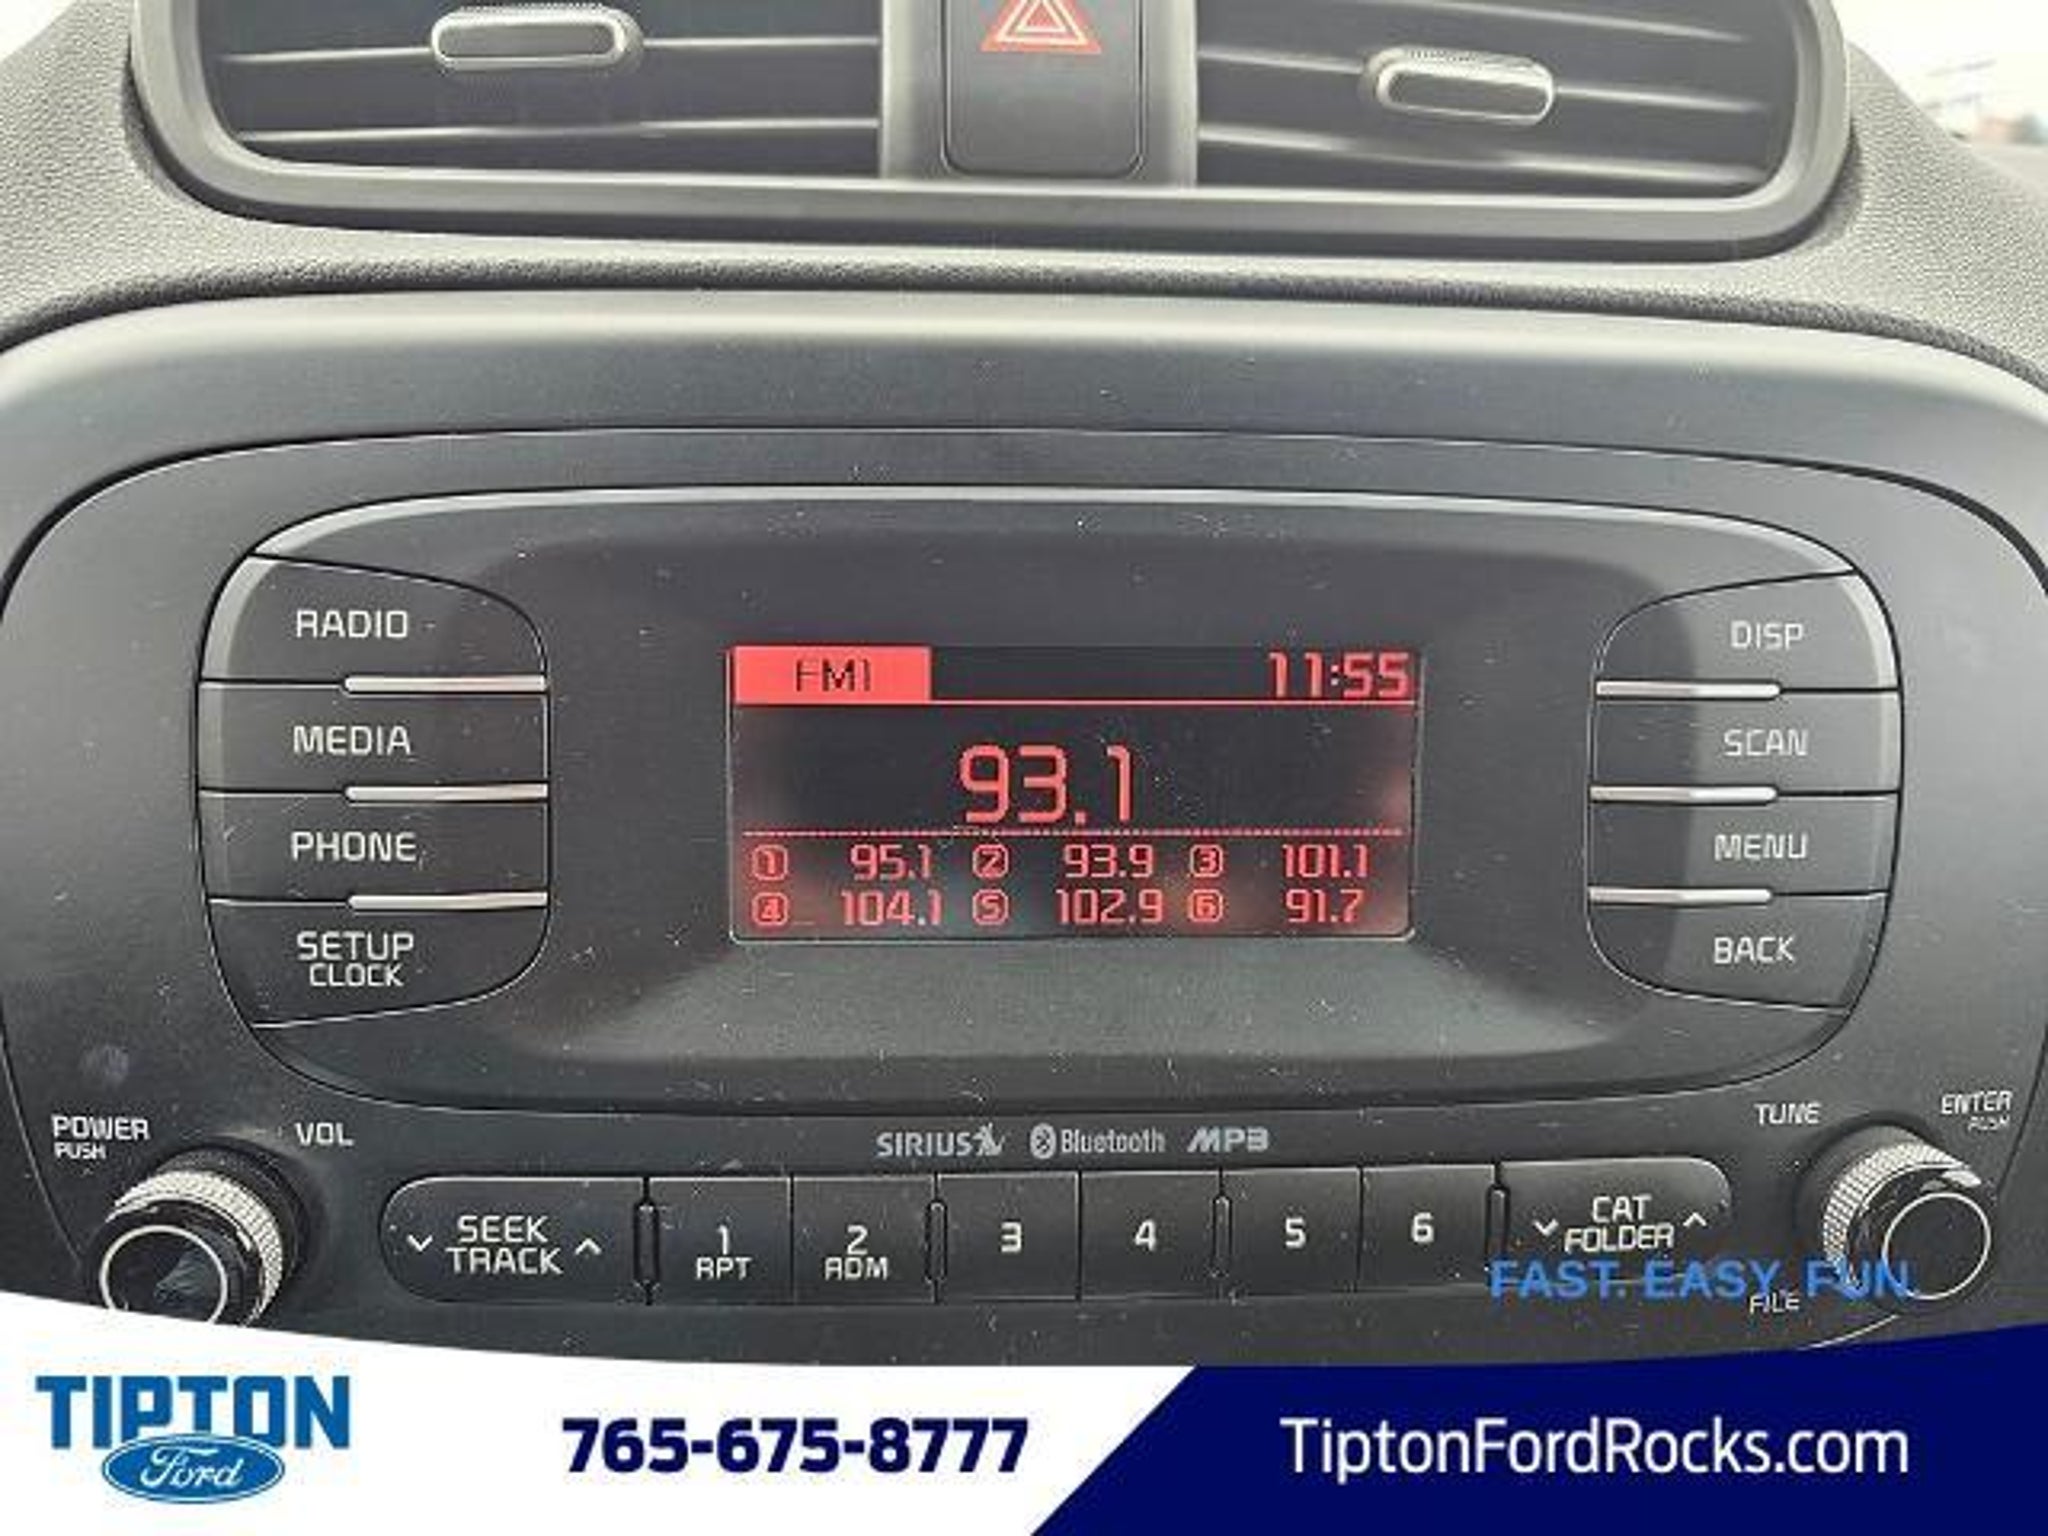 FM1 11:55
93.1
1 95.1 2 93.9 3 101.1
4 104.1 5 102.9 6 91.7
RADIO
MEDIA
PHONE
SETUP
CLOCK
DISP
SCAN
MENU
BACK
POWER
PUSH
VOL
SIRIUS Bluetooth MP3
TUNE
ENTER
PUSH
SEEK
TRACK
1
RPT
2
RDM
3
4
5
6
CAT
FOLDER
FILE
FAST. EASY. FUN
TIPTON
Ford
765-675-8777
TiptonFordRocks.com